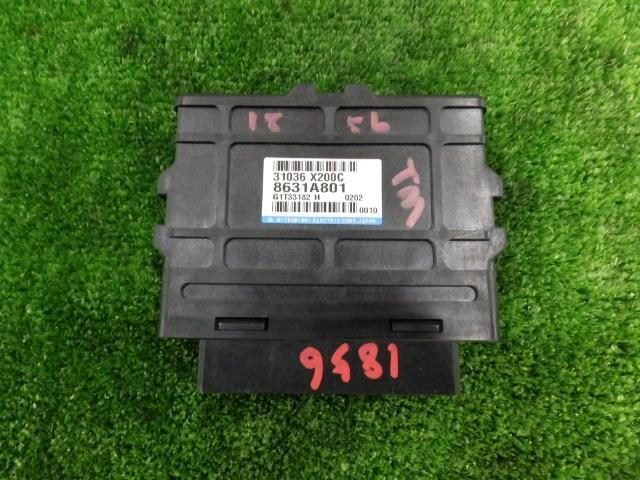 18 56
TM
31036 X200C
8631A801
G1T33182 H 0202
0010
MITSUBISHI ELECTRIC CORP. JAPAN
1856